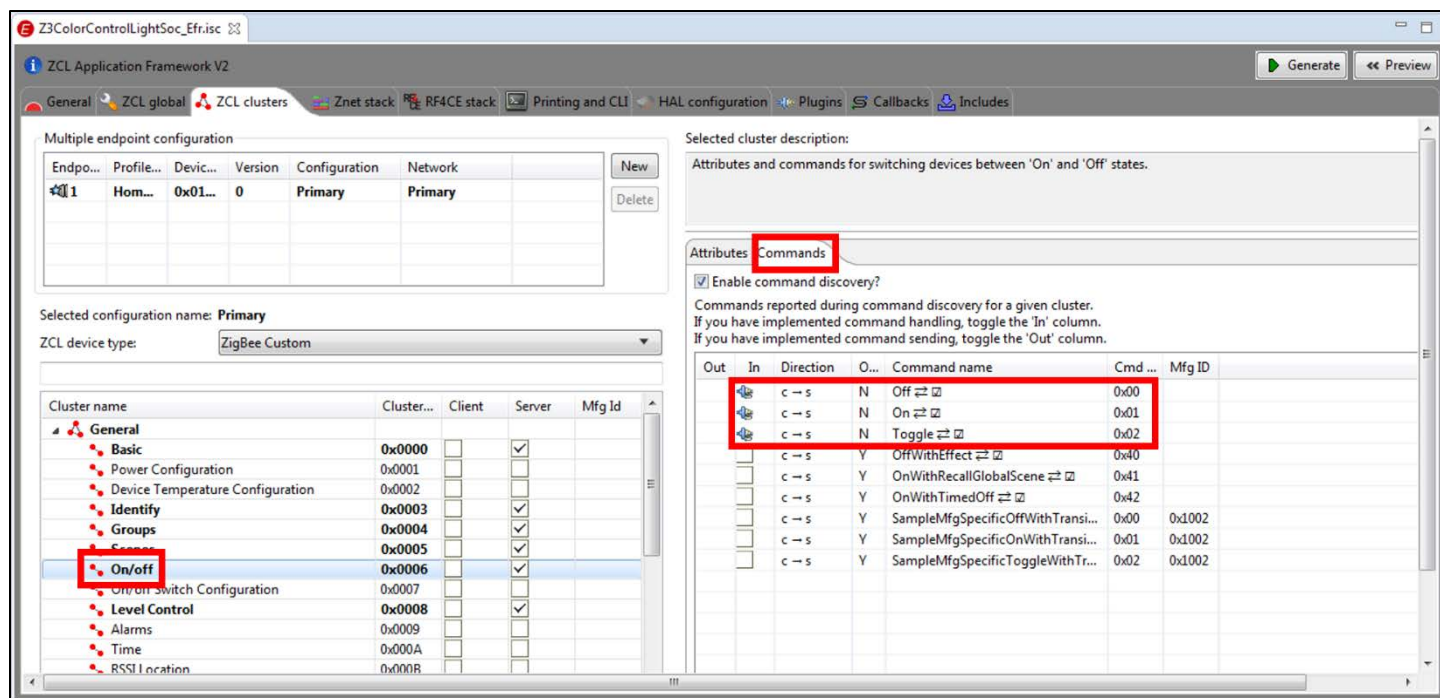 Z3ColorControlLightSoc_Efr.isc
ZCL Application Framework V2
Generate
Preview
General ZCL global ZCL clusters Znet stack RF4CE stack Printing and CLI HAL configuration Plugins Callbacks Includes
Multiple endpoint configuration
Endpo... Profile... Devic... Version Configuration Network
1 Hom... 0x01... 0 Primary Primary
New
Delete
Selected configuration name: Primary
ZCL device type: ZigBee Custom
Cluster name Cluster... Client Server Mfg Id
General
Basic 0x0000
Power Configuration 0x0001
Device Temperature Configuration 0x0002
Identify 0x0003
Groups 0x0004
Scenes 0x0005
On/off 0x0006
On/off Switch Configuration 0x0007
Level Control 0x0008
Alarms 0x0009
Time 0x000A
RSSI Location 0x000B
Selected cluster description:
Attributes and commands for switching devices between 'On' and 'Off' states.
Attributes Commands
Enable command discovery?
Commands reported during command discovery for a given cluster.
If you have implemented command handling, toggle the 'In' column.
If you have implemented command sending, toggle the 'Out' column.
Out In Direction O... Command name Cmd ... Mfg ID
c → s N Off 0x00
c → s N On 0x01
c → s N Toggle 0x02
c → s Y OffWithEffect 0x40
c → s Y OnWithRecallGlobalScene 0x41
c → s Y OnWithTimedOff 0x42
c → s Y SampleMfgSpecificOffWithTransi... 0x00 0x1002
c → s Y SampleMfgSpecificOnWithTransi... 0x01 0x1002
c → s Y SampleMfgSpecificToggleWithTr... 0x02 0x1002